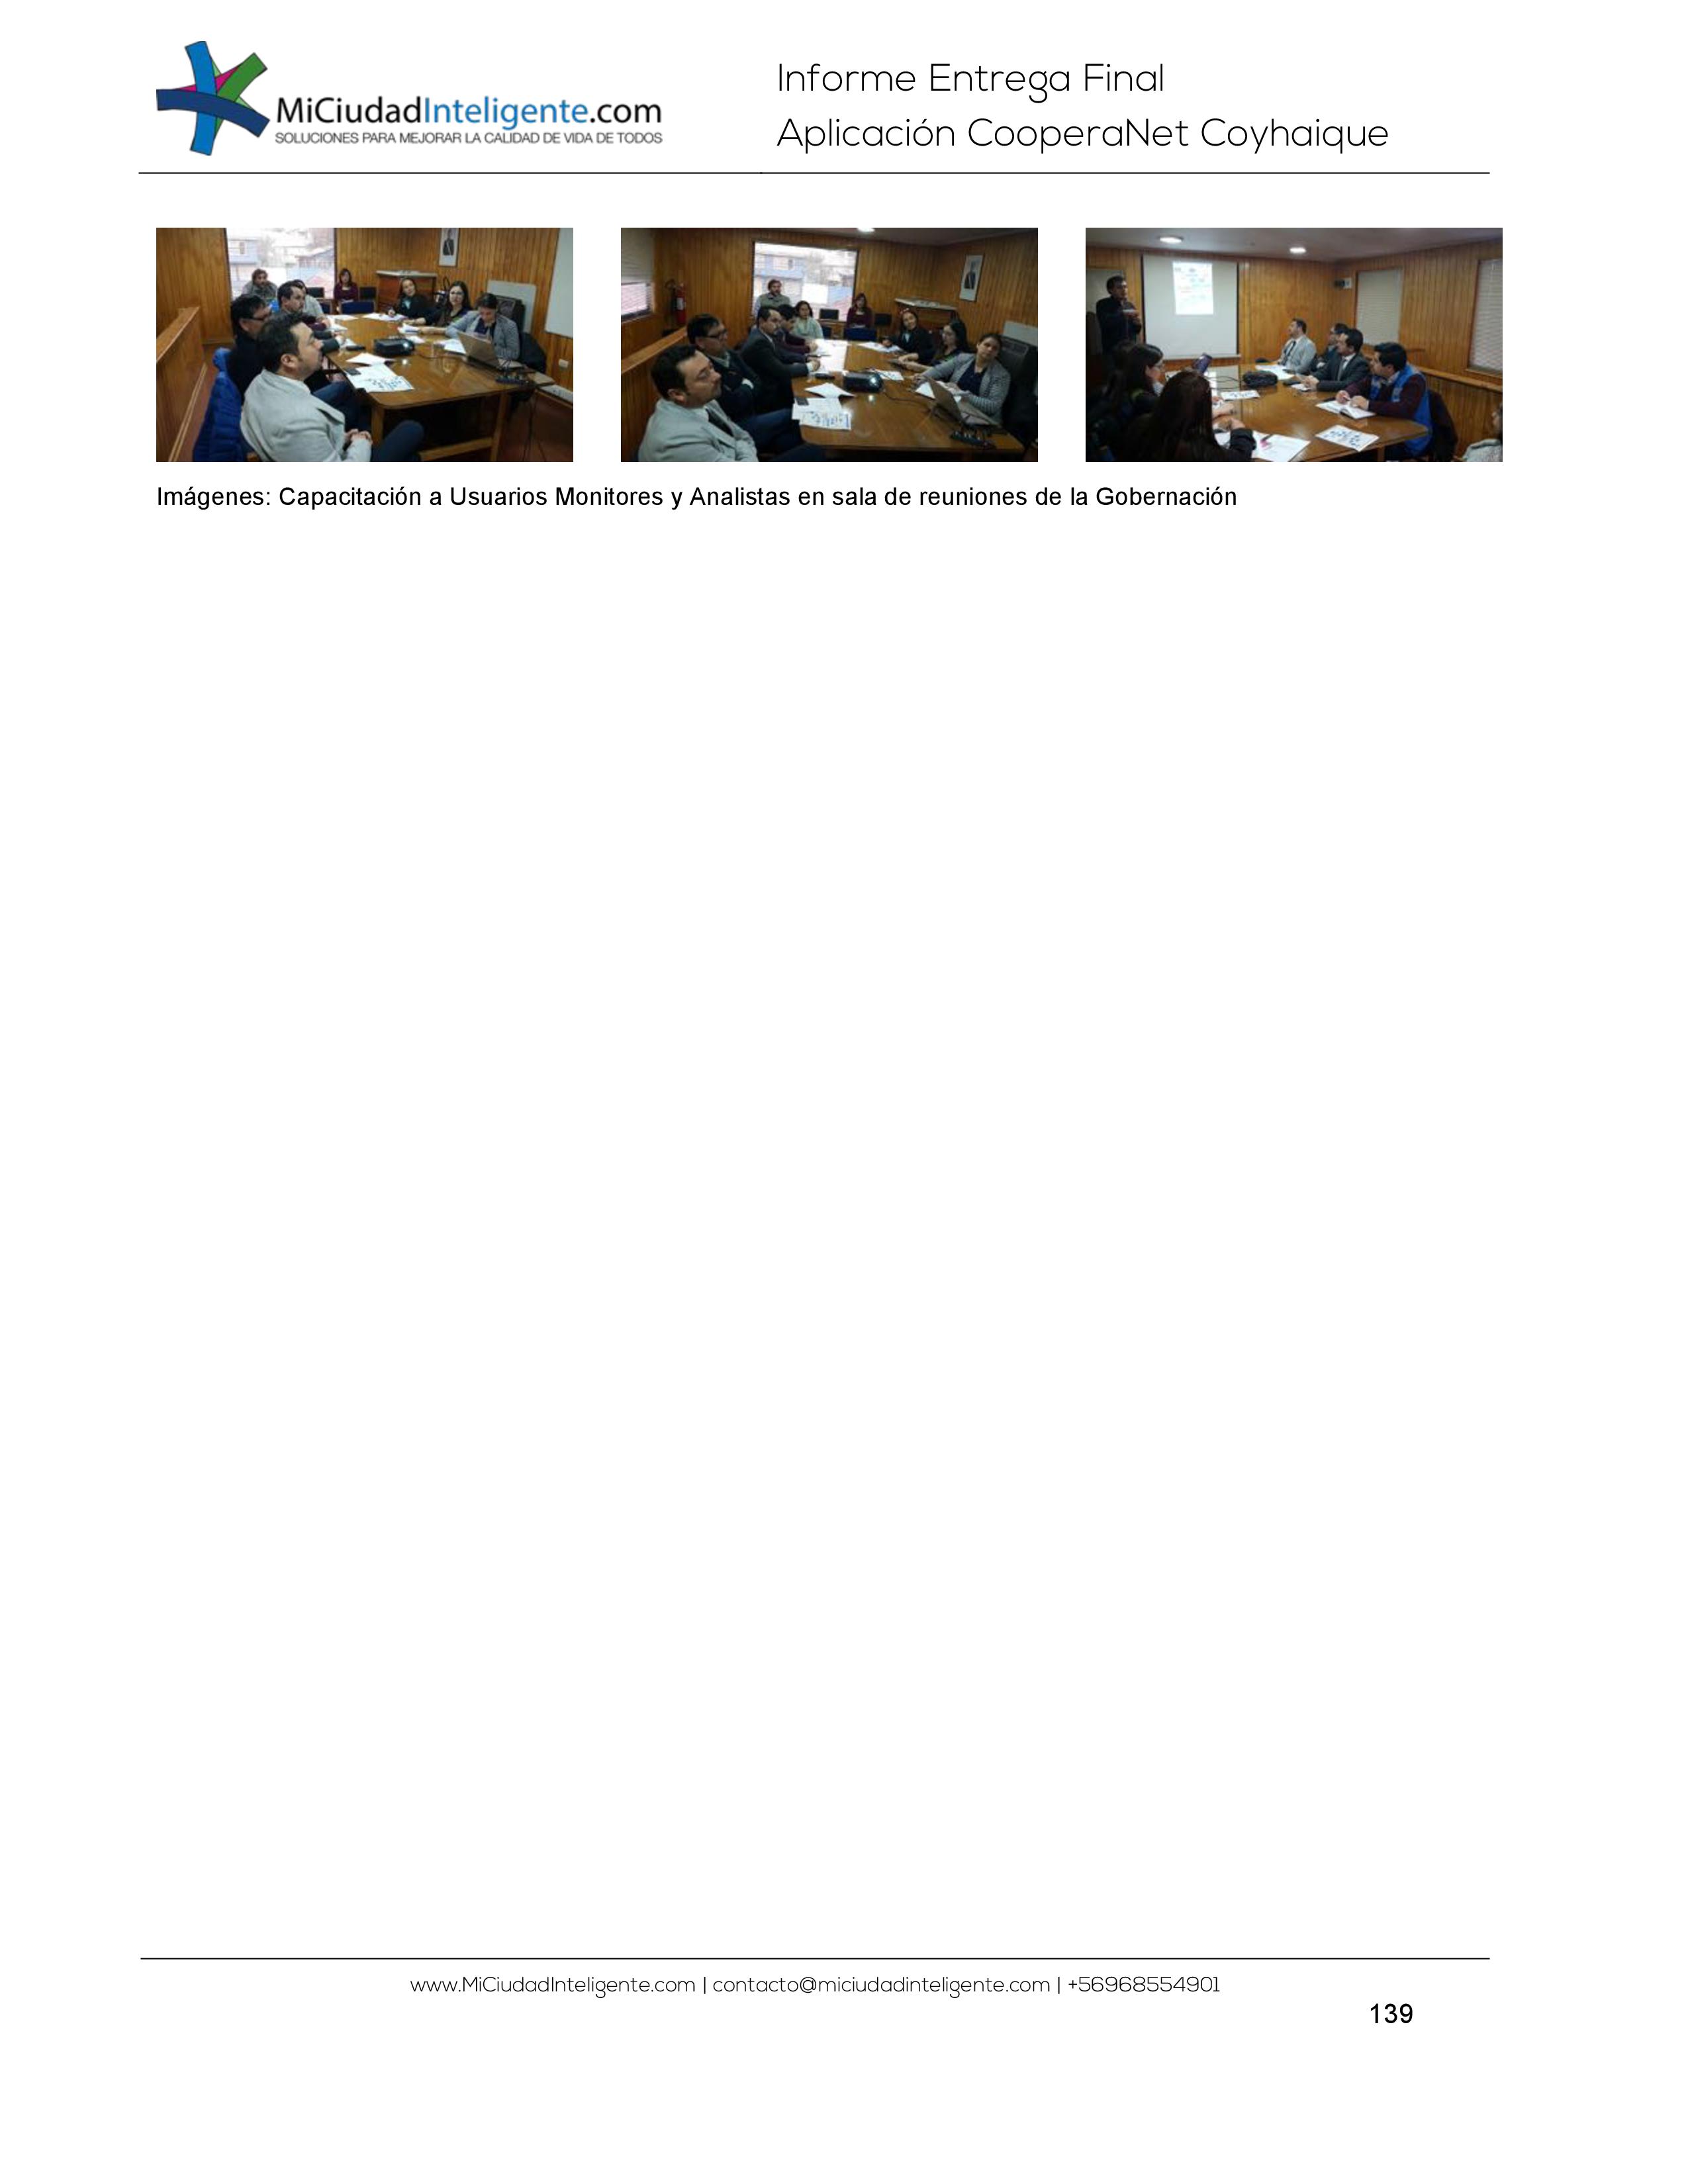 MiCiudadInteligente.com
SOLUCIONES PARA MEJORAR LA CALIDAD DE VIDA DE TODOS
Informe Entrega Final
Aplicación CooperaNet Coyhaique
Imágenes: Capacitación a Usuarios Monitores y Analistas en sala de reuniones de la Gobernación
www.MiCiudadInteligente.com | contacto@miciudadinteligente.com | +56968554901
139